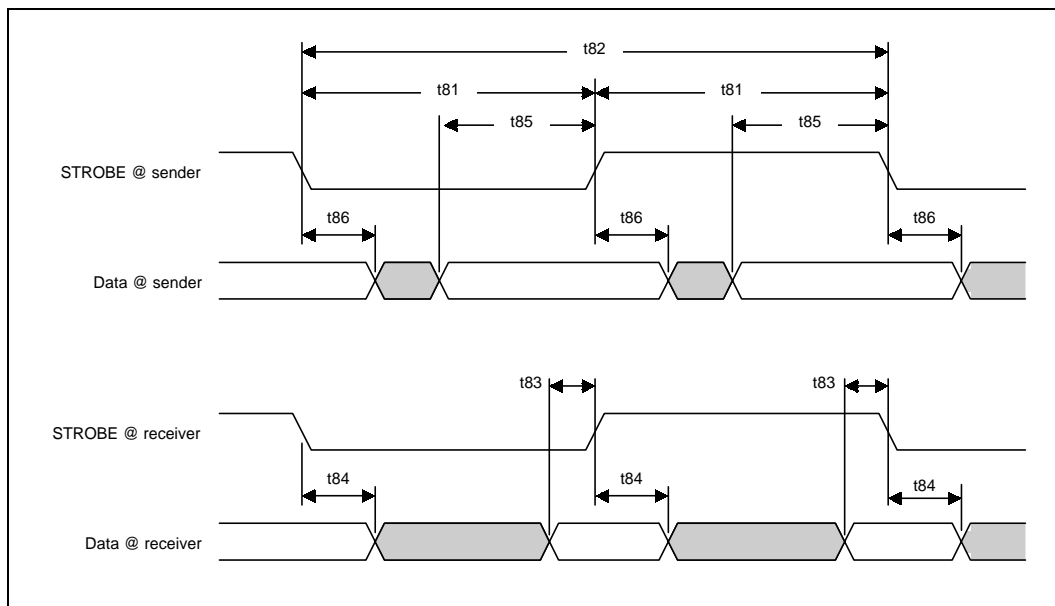 t82
t81 t81
t85 t85
STROBE @ sender
t86 t86 t86
Data @ sender
t83 t83
STROBE @ receiver
t84 t84 t84
Data @ receiver